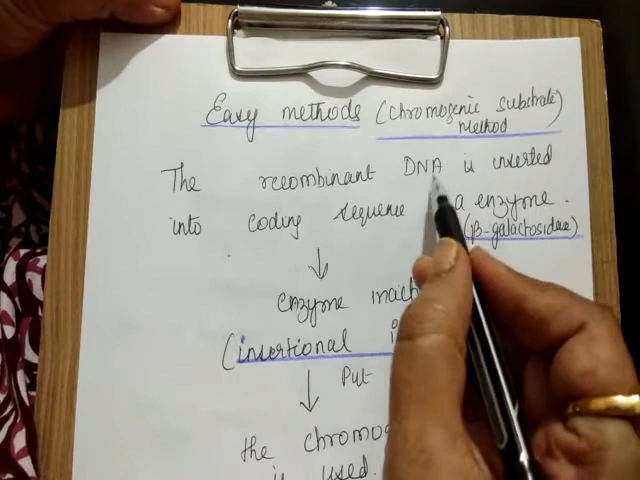 Easy methods (chromogenic substrate)
Method
The recombinant DNA is inserted
into coding sequence a enzyme.
(β-galactosidase)
enzyme inact
(insertional i
Put
the chromog
is used.